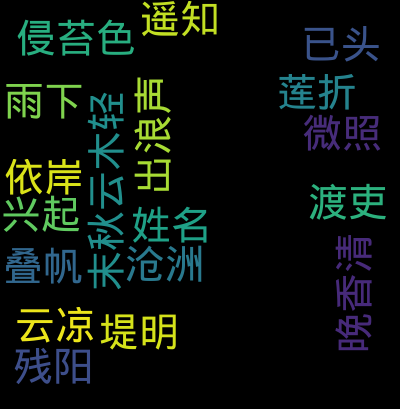 遥知
侵苔色
已头
莲折
雨下
未秋云木轻
出浪声
微照
依岸
渡吏
兴起
姓名
晚香清
叠帆
沧洲
云凉
堤明
残阳